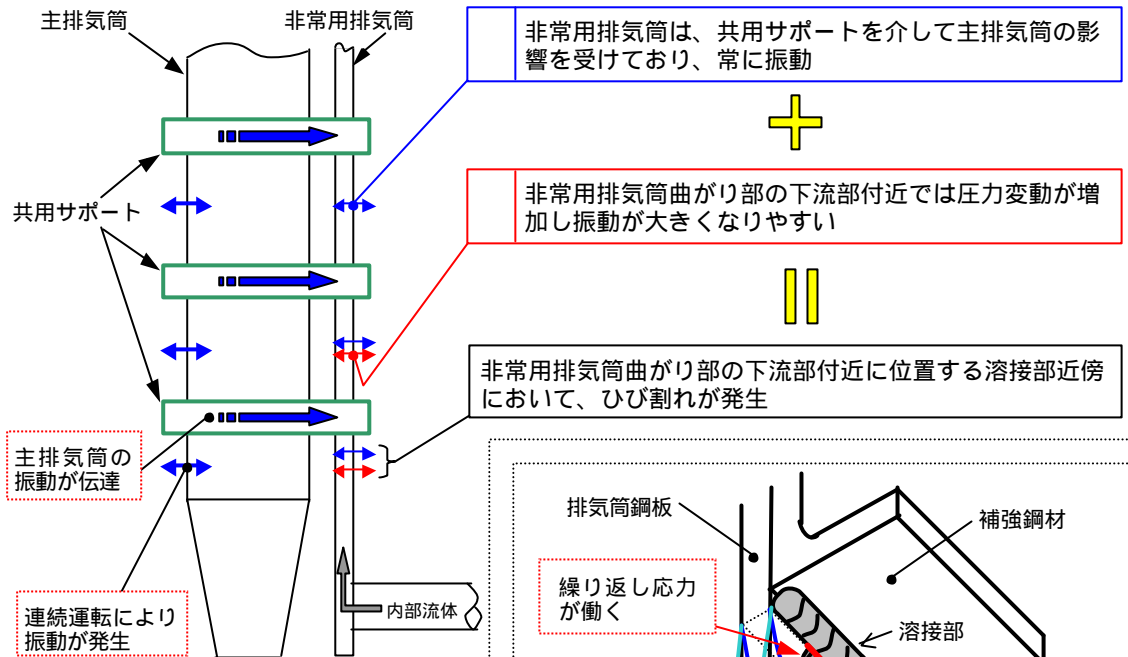 主排気筒
非常用排気筒
非常用排気筒は、共用サポートを介して主排気筒の影
響を受けており、常に振動
非常用排気筒曲がり部の下流部付近では圧力変動が増
加し振動が大きくなりやすい
共用サポート
非常用排気筒曲がり部の下流部付近に位置する溶接部近傍
において、ひび割れが発生
主排気筒の
振動が伝達
連続運転により
振動が発生
内部流体
排気筒鋼板
補強鋼材
繰り返し応力
が働く
溶接部